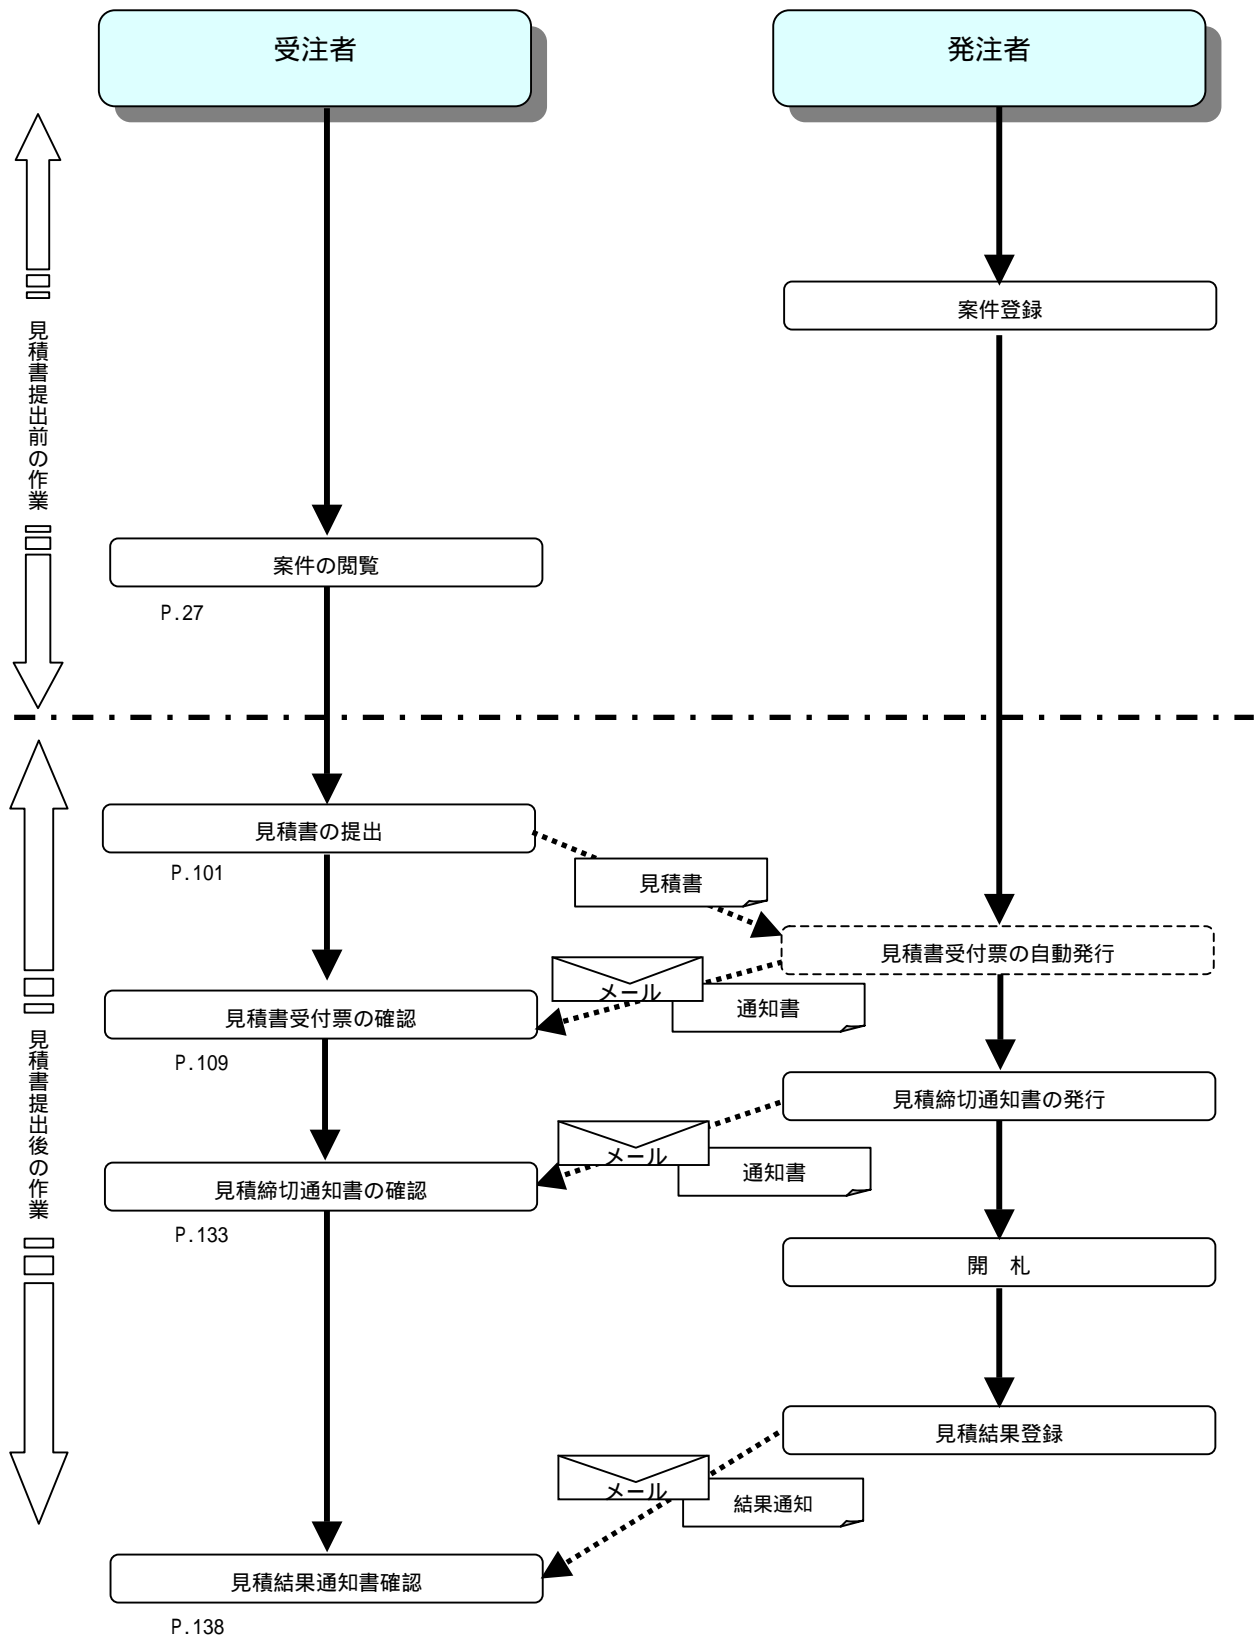 受注者
発注者
案件登録
見積書提出前の作業
案件の閲覧
P.27
見積書の提出
P.101
見積書
見積書受付票の自動発行
メール
通知書
見積書受付票の確認
P.109
見積書提出後の作業
見積締切通知書の発行
メール
通知書
見積締切通知書の確認
P.133
開　札
見積結果登録
メール
結果通知
見積結果通知書確認
P.138